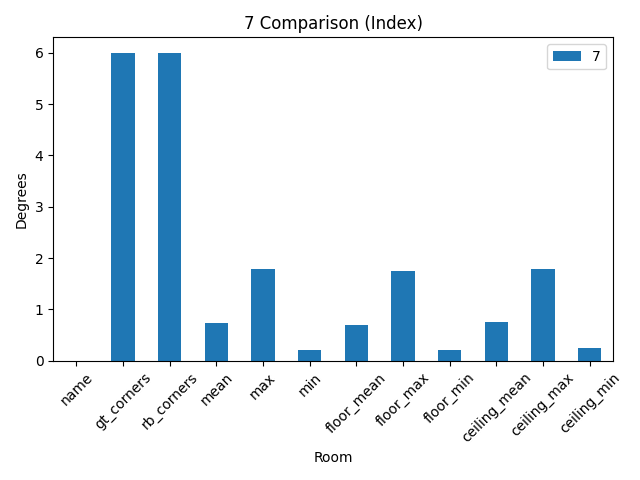 7 Comparison (Index)
7
Degrees
6
5
4
3
2
1
0
name
gt_corners
rb_corners
mean
max
min
floor_mean
floor_max
floor_min
ceiling_mean
ceiling_max
ceiling_min
Room